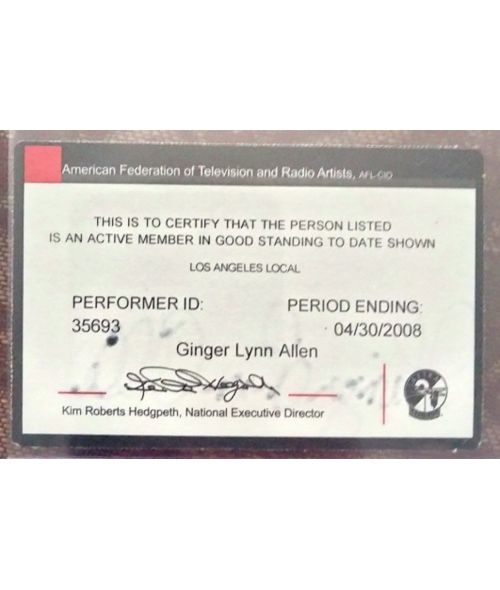 American Federation of Television and Radio Artists, AFL-CIO
THIS IS TO CERTIFY THAT THE PERSON LISTED
IS AN ACTIVE MEMBER IN GOOD STANDING TO DATE SHOWN
LOS ANGELES LOCAL
PERFORMER ID: PERIOD ENDING:
35693 04/30/2008
Ginger Lynn Allen
Kim Roberts Hedgpeth, National Executive Director